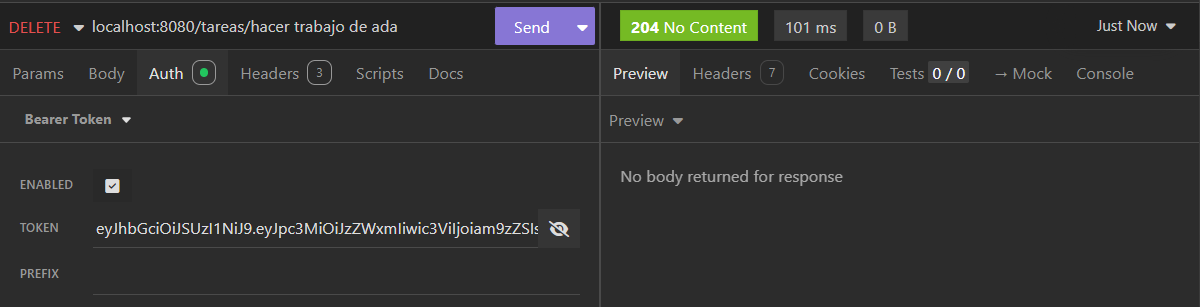 DELETE localhost:8080/tareas/hacer trabajo de ada Send
204 No Content 101 ms 0 B Just Now
Params Body Auth Headers 3 Scripts Docs
Preview Headers 7 Cookies Tests 0 / 0 → Mock Console
Bearer Token
Preview
ENABLED
No body returned for response
TOKEN eyJhbGciOiJSUzI1NiJ9.eyJpc3MiOiJzZWxmIiwic3ViIjoiam9zZSIs
PREFIX